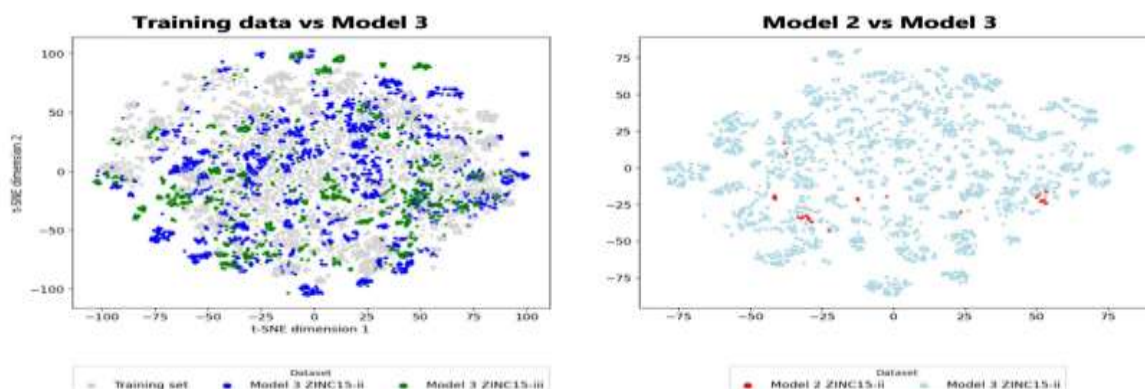 Training data vs Model 3
100
50
0
−50
−100
t-SNE dimension 2
−100 −75 −50 −25 0 25 50 75 100
t-SNE dimension 1
Dataset
Training set Model 3 ZINC15-ii Model 3 ZINC15-iii
Model 2 vs Model 3
75
50
25
0
−25
−50
−75
−75 −50 −25 0 25 50 75
Dataset
Model 2 ZINC15-ii Model 3 ZINC15-ii